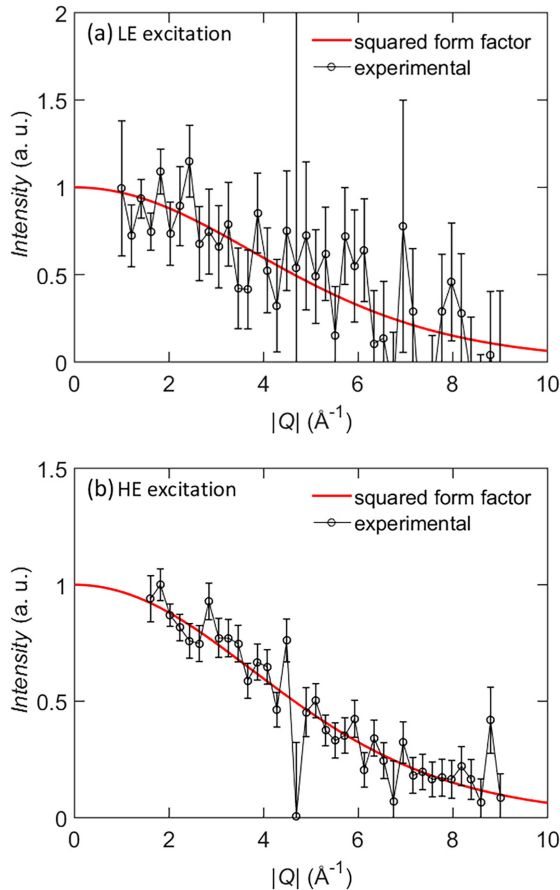 (a) LE excitation
squared form factor
experimental
Intensity (a. u.)
2
1.5
1
0.5
0
0 2 4 6 8 10
|Q| (Å-1)
(b) HE excitation
squared form factor
experimental
Intensity (a. u.)
1.5
1
0.5
0
0 2 4 6 8 10
|Q| (Å-1)